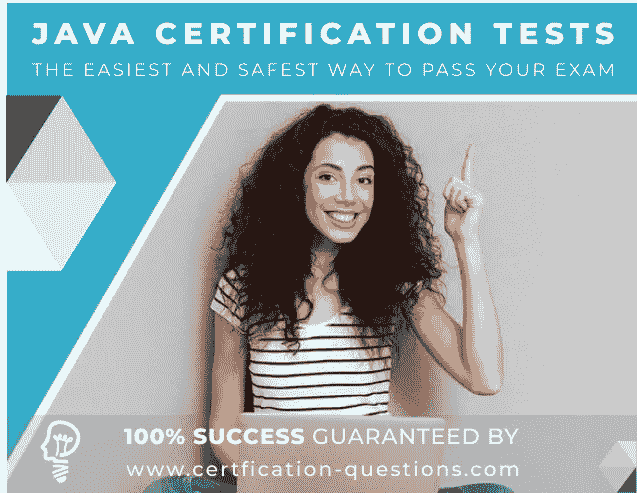 JAVA CERTIFICATION TESTS
THE EASIEST AND SAFEST WAY TO PASS YOUR EXAM
100% SUCCESS GUARANTEED BY
www.certfication-questions.com